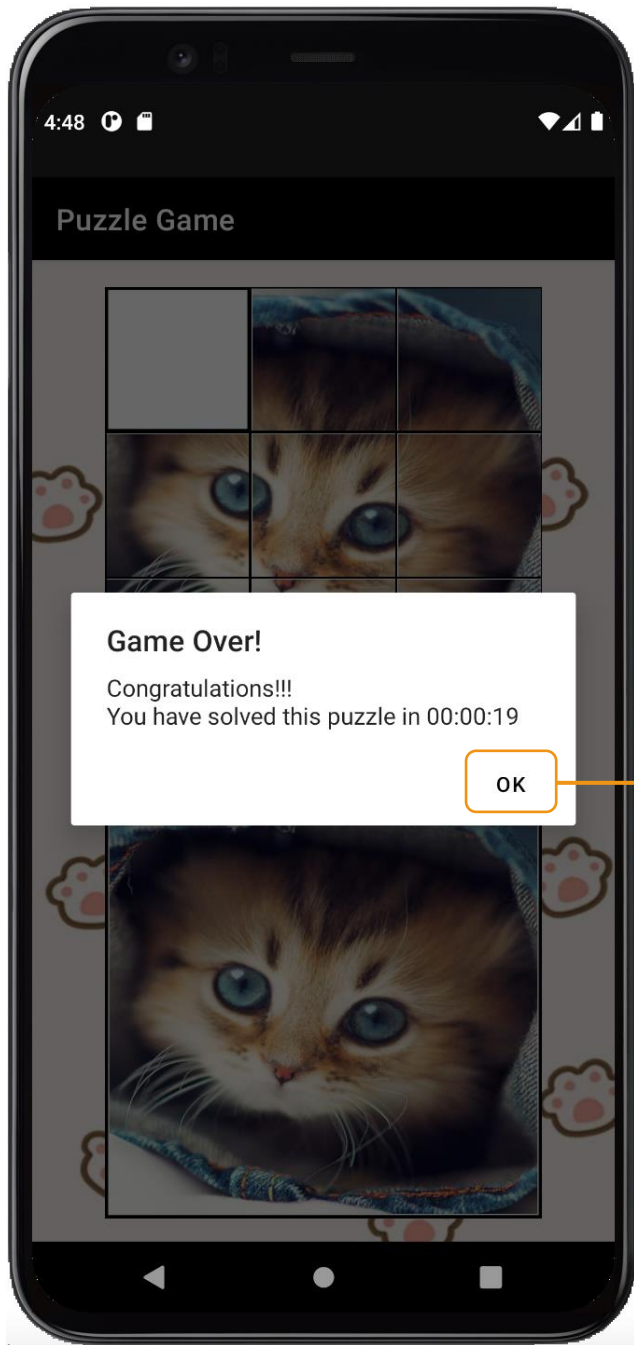 4:48
Puzzle Game
Game Over!
Congratulations!!!
You have solved this puzzle in 00:00:19
OK